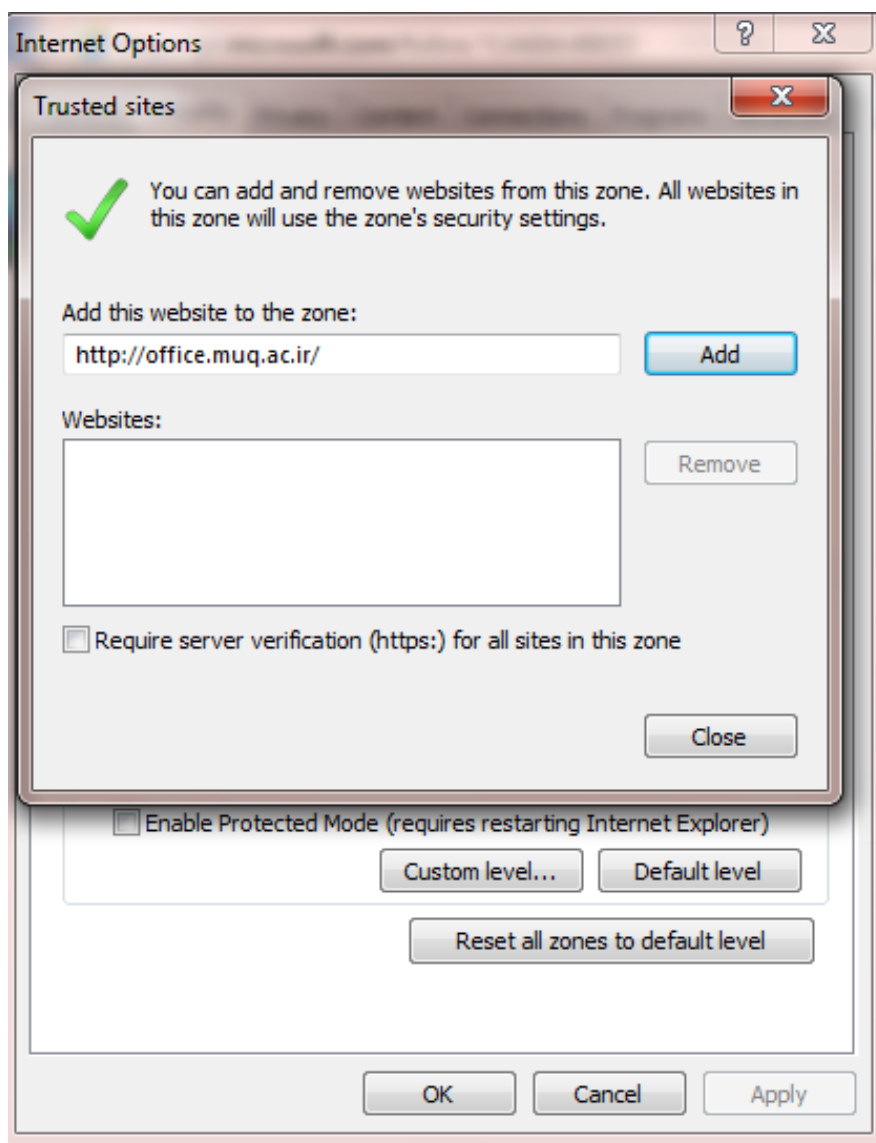 Internet Options
Trusted sites
You can add and remove websites from this zone. All websites in
this zone will use the zone's security settings.
Add this website to the zone:
http://office.muq.ac.ir/
Add
Websites:
Remove
Require server verification (https:) for all sites in this zone
Close
Enable Protected Mode (requires restarting Internet Explorer)
Custom level...
Default level
Reset all zones to default level
OK
Cancel
Apply